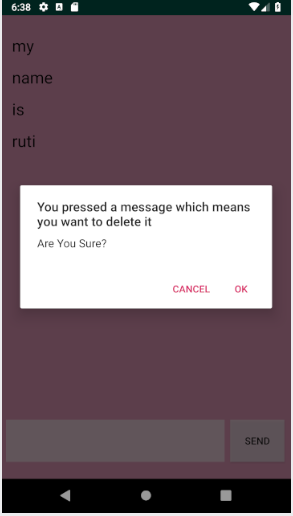 6:38
my
name
is
ruti
You pressed a message which means
you want to delete it
Are You Sure?
CANCEL OK
SEND